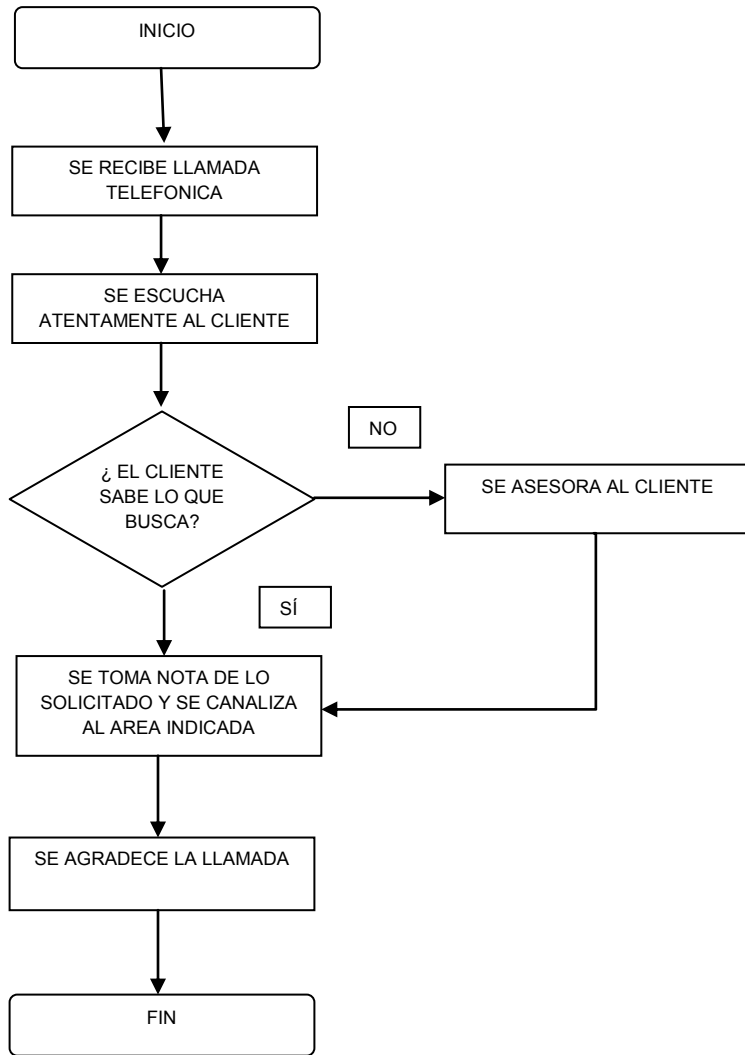 INICIO
SE RECIBE LLAMADA
TELEFONICA
SE ESCUCHA
ATENTAMENTE AL CLIENTE
¿ EL CLIENTE
SABE LO QUE
BUSCA?
NO
SE ASESORA AL CLIENTE
SÍ
SE TOMA NOTA DE LO
SOLICITADO Y SE CANALIZA
AL AREA INDICADA
SE AGRADECE LA LLAMADA
FIN